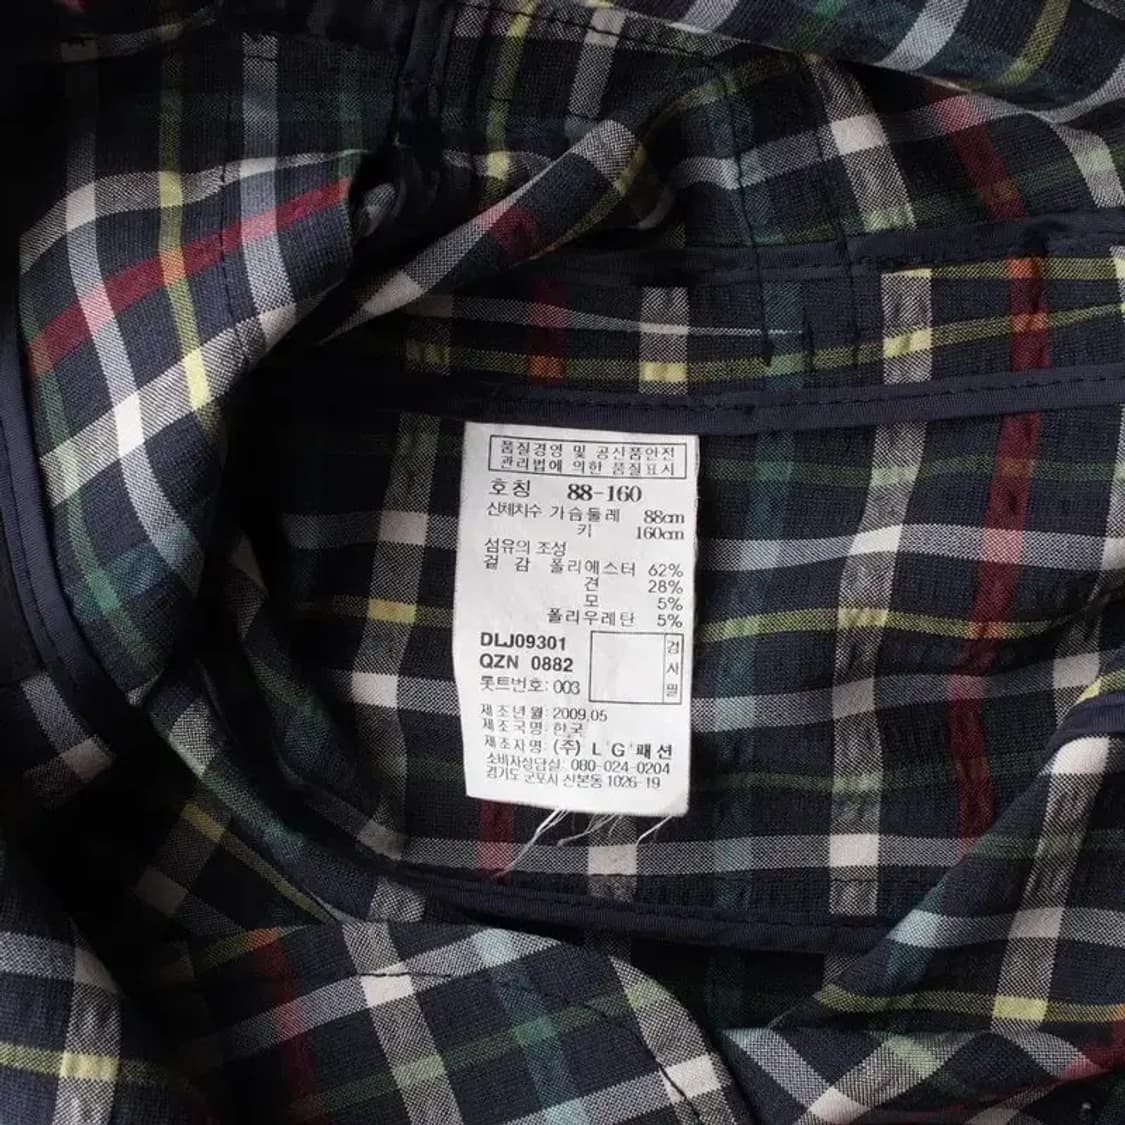 품질경영 및 공산품안전
관리법에 의한 품질표시
호칭 88-160
신체치수 가슴둘레 88cm
키 160cm
섬유의 조성
겉 감 폴리에스터 62%
견 28%
모 5%
폴리우레탄 5%
DLJ09301
QZN 0882
롯트번호: 003
검사필
제조년월: 2009.05
제조국명: 한국
제조자명: (주) L G 패션
소비자상담실: 080-024-0204
경기도 군포시 산본동 1026-19